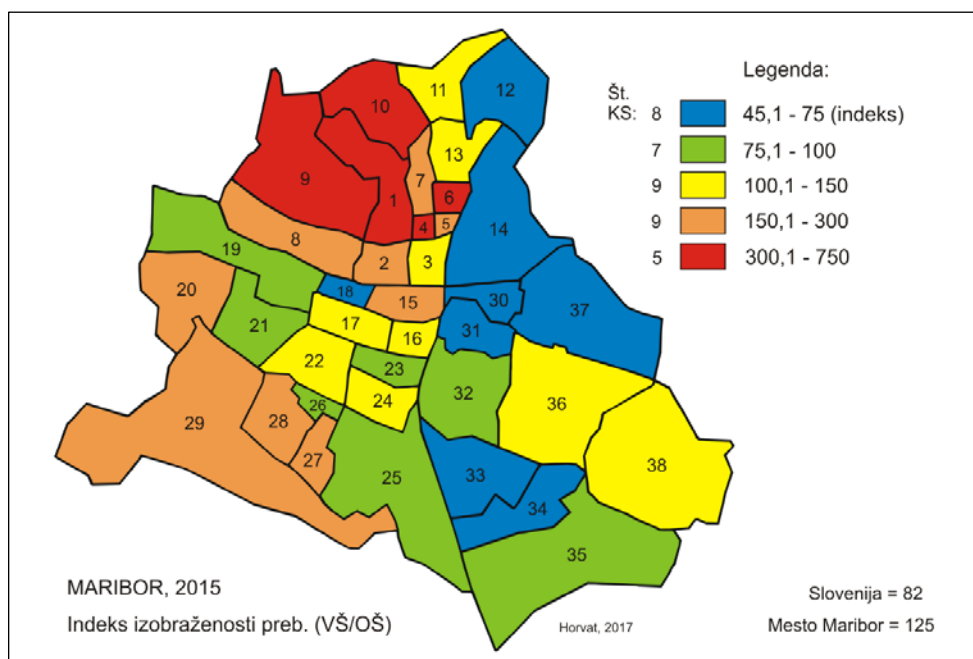 Legenda:
Št.
KS:
8 45,1 - 75 (indeks)
7 75,1 - 100
9 100,1 - 150
9 150,1 - 300
5 300,1 - 750
11
12
10
13
9
7
1
6
4
5
14
8
2
3
19
20
18
15
30
37
21
17
16
31
22
23
32
36
24
26
29
28
27
38
25
33
34
35
MARIBOR, 2015
Indeks izobraženosti preb. (VŠ/OŠ)
Horvat, 2017
Slovenija = 82
Mesto Maribor = 125